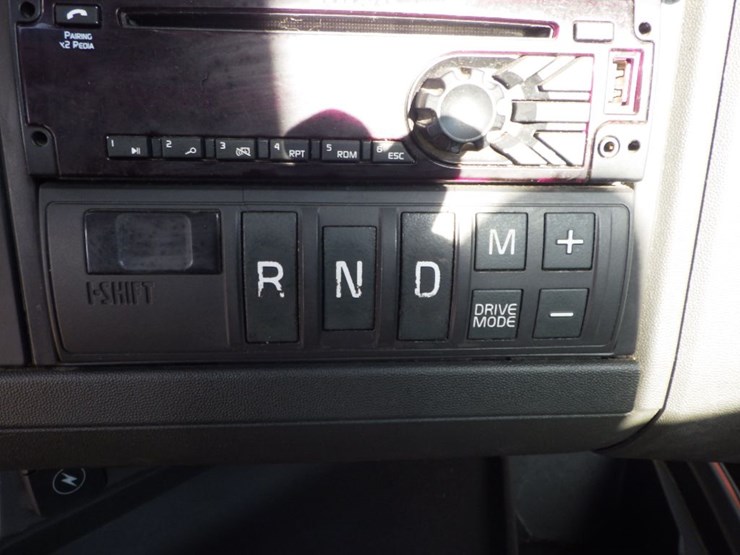 PAIRING
x2 PEDIA
1
2
3
4 RPT
5 RDM
6 ESC
I-SHIFT
R
N
D
M
+
DRIVE
MODE
−